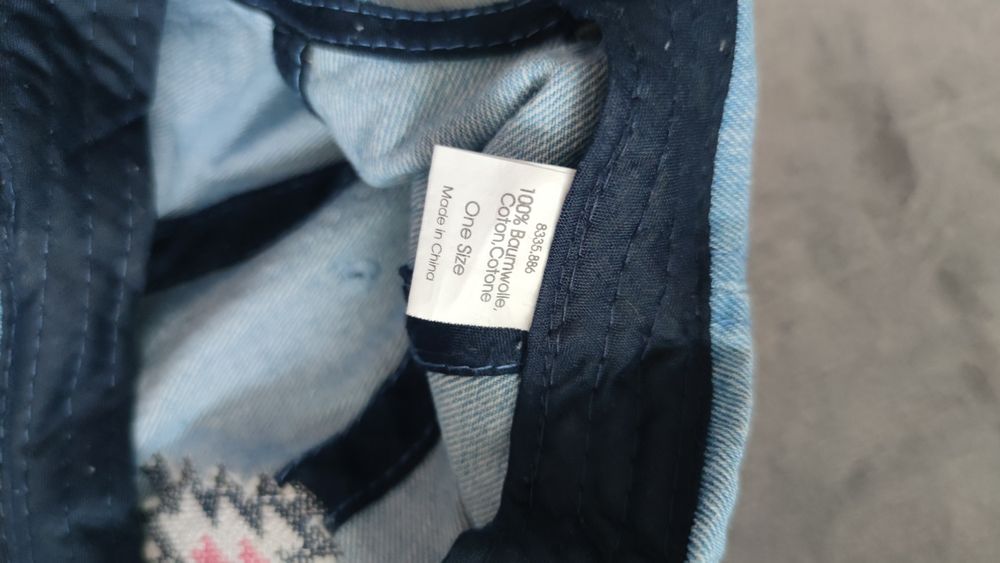 8335.886
100% Baumwolle,
Coton,Cotone
One Size
Made in China